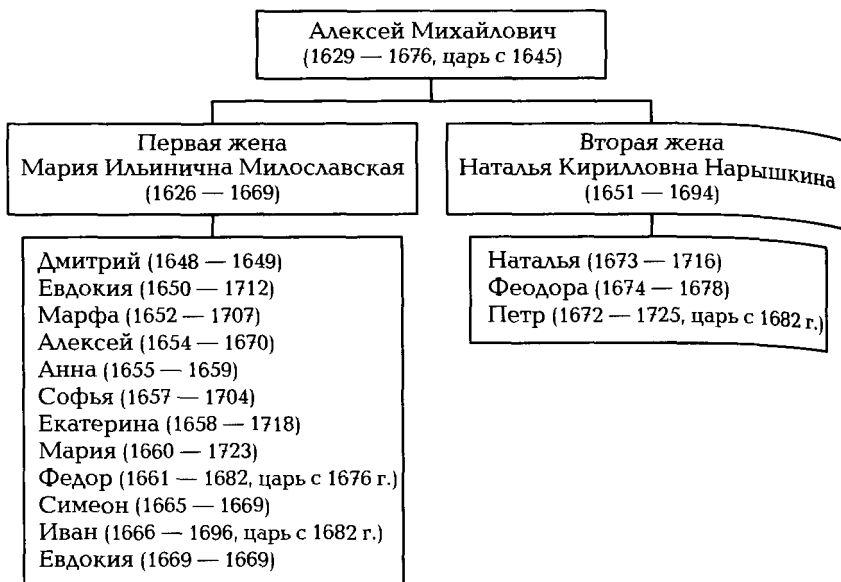 Алексей Михайлович
(1629 — 1676, царь с 1645)
Первая жена
Мария Ильинична Милославская
(1626 — 1669)
Вторая жена
Наталья Кирилловна Нарышкина
(1651 — 1694)
Дмитрий (1648 — 1649)
Евдокия (1650 — 1712)
Марфа (1652 — 1707)
Алексей (1654 — 1670)
Анна (1655 — 1659)
Софья (1657 — 1704)
Екатерина (1658 — 1718)
Мария (1660 — 1723)
Федор (1661 — 1682, царь с 1676 г.)
Симеон (1665 — 1669)
Иван (1666 — 1696, царь с 1682 г.)
Евдокия (1669 — 1669)
Наталья (1673 — 1716)
Феодора (1674 — 1678)
Петр (1672 — 1725, царь с 1682 г.)